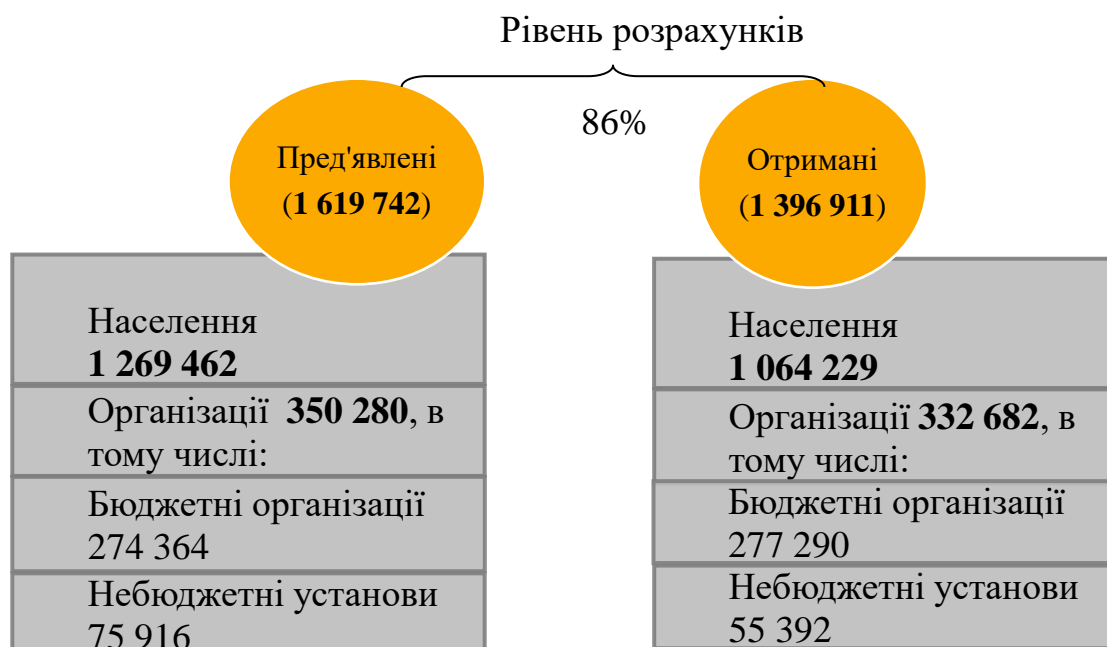 Рівень розрахунків
86%
Пред'явлені
(1 619 742)
Отримані
(1 396 911)
Населення
1 269 462
Організації 350 280, в
тому числі:
Бюджетні організації
274 364
Небюджетні установи
75 916
Населення
1 064 229
Організації 332 682, в
тому числі:
Бюджетні організації
277 290
Небюджетні установи
55 392